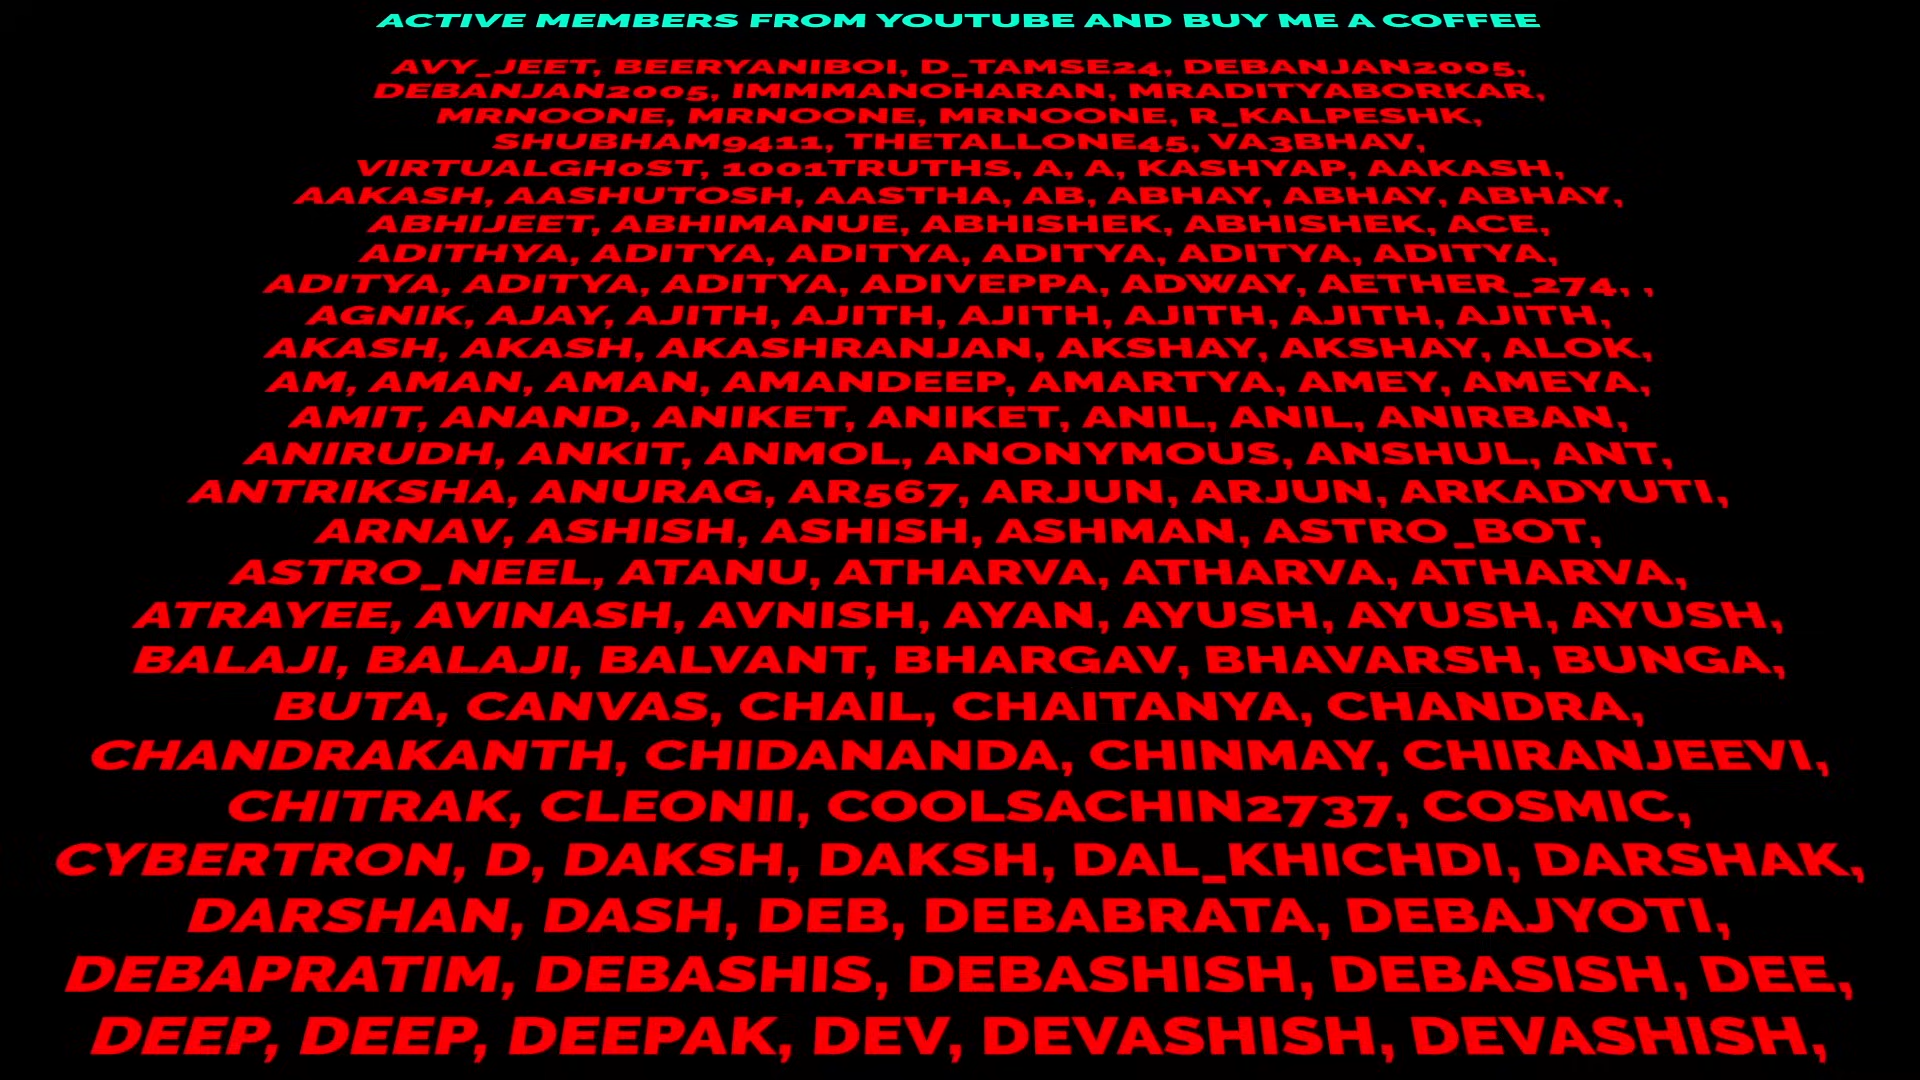 ACTIVE MEMBERS FROM YOUTUBE AND BUY ME A COFFEE
AVY_JEET, BEERYANIBOI, D_TAMSE24, DEBANJAN2005,
DEBANJAN2005, IMMMANOHARAN, MRADITYABORKAR,
MRNOONE, MRNOONE, MRNOONE, R_KALPESHK,
SHUBHAM9411, THETALLONE45, VA3BHAV,
VIRTUALGH0ST, 1001TRUTHS, A, A, KASHYAP, AAKASH,
AAKASH, AASHUTOSH, AASTHA, AB, ABHAY, ABHAY, ABHAY,
ABHIJEET, ABHIMANUE, ABHISHEK, ABHISHEK, ACE,
ADITHYA, ADITYA, ADITYA, ADITYA, ADITYA, ADITYA,
ADITYA, ADITYA, ADITYA, ADIVEPPA, ADWAY, AETHER_274, ,
AGNIK, AJAY, AJITH, AJITH, AJITH, AJITH, AJITH, AJITH,
AKASH, AKASH, AKASHRANJAN, AKSHAY, AKSHAY, ALOK,
AM, AMAN, AMAN, AMANDEEP, AMARTYA, AMEY, AMEYA,
AMIT, ANAND, ANIKET, ANIKET, ANIL, ANIL, ANIRBAN,
ANIRUDH, ANKIT, ANMOL, ANONYMOUS, ANSHUL, ANT,
ANTRIKSHA, ANURAG, AR567, ARJUN, ARJUN, ARKADYUTI,
ARNAV, ASHISH, ASHISH, ASHMAN, ASTRO_BOT,
ASTRO_NEEL, ATANU, ATHARVA, ATHARVA, ATHARVA,
ATRAYEE, AVINASH, AVNISH, AYAN, AYUSH, AYUSH, AYUSH,
BALAJI, BALAJI, BALVANT, BHARGAV, BHAVARSH, BUNGA,
BUTA, CANVAS, CHAIL, CHAITANYA, CHANDRA,
CHANDRAKANTH, CHIDANANDA, CHINMAY, CHIRANJEEVI,
CHITRAK, CLEONII, COOLSACHIN2737, COSMIC,
CYBERTRON, D, DAKSH, DAKSH, DAL_KHICHDI, DARSHAK,
DARSHAN, DASH, DEB, DEBABRATA, DEBAJYOTI,
DEBAPRATIM, DEBASHIS, DEBASHISH, DEBASISH, DEE,
DEEP, DEEP, DEEPAK, DEV, DEVASHISH, DEVASHISH,